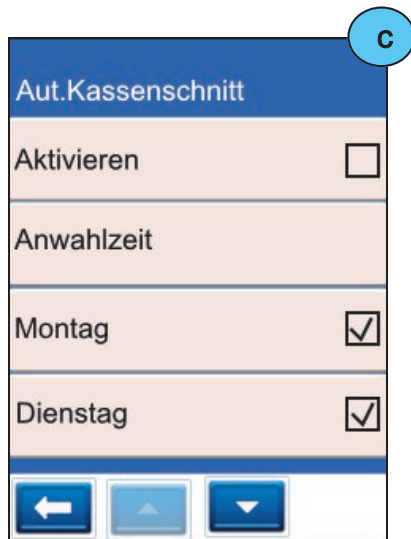 C
Aut.Kassenschnitt
Aktivieren
Anwahlzeit
Montag
Dienstag